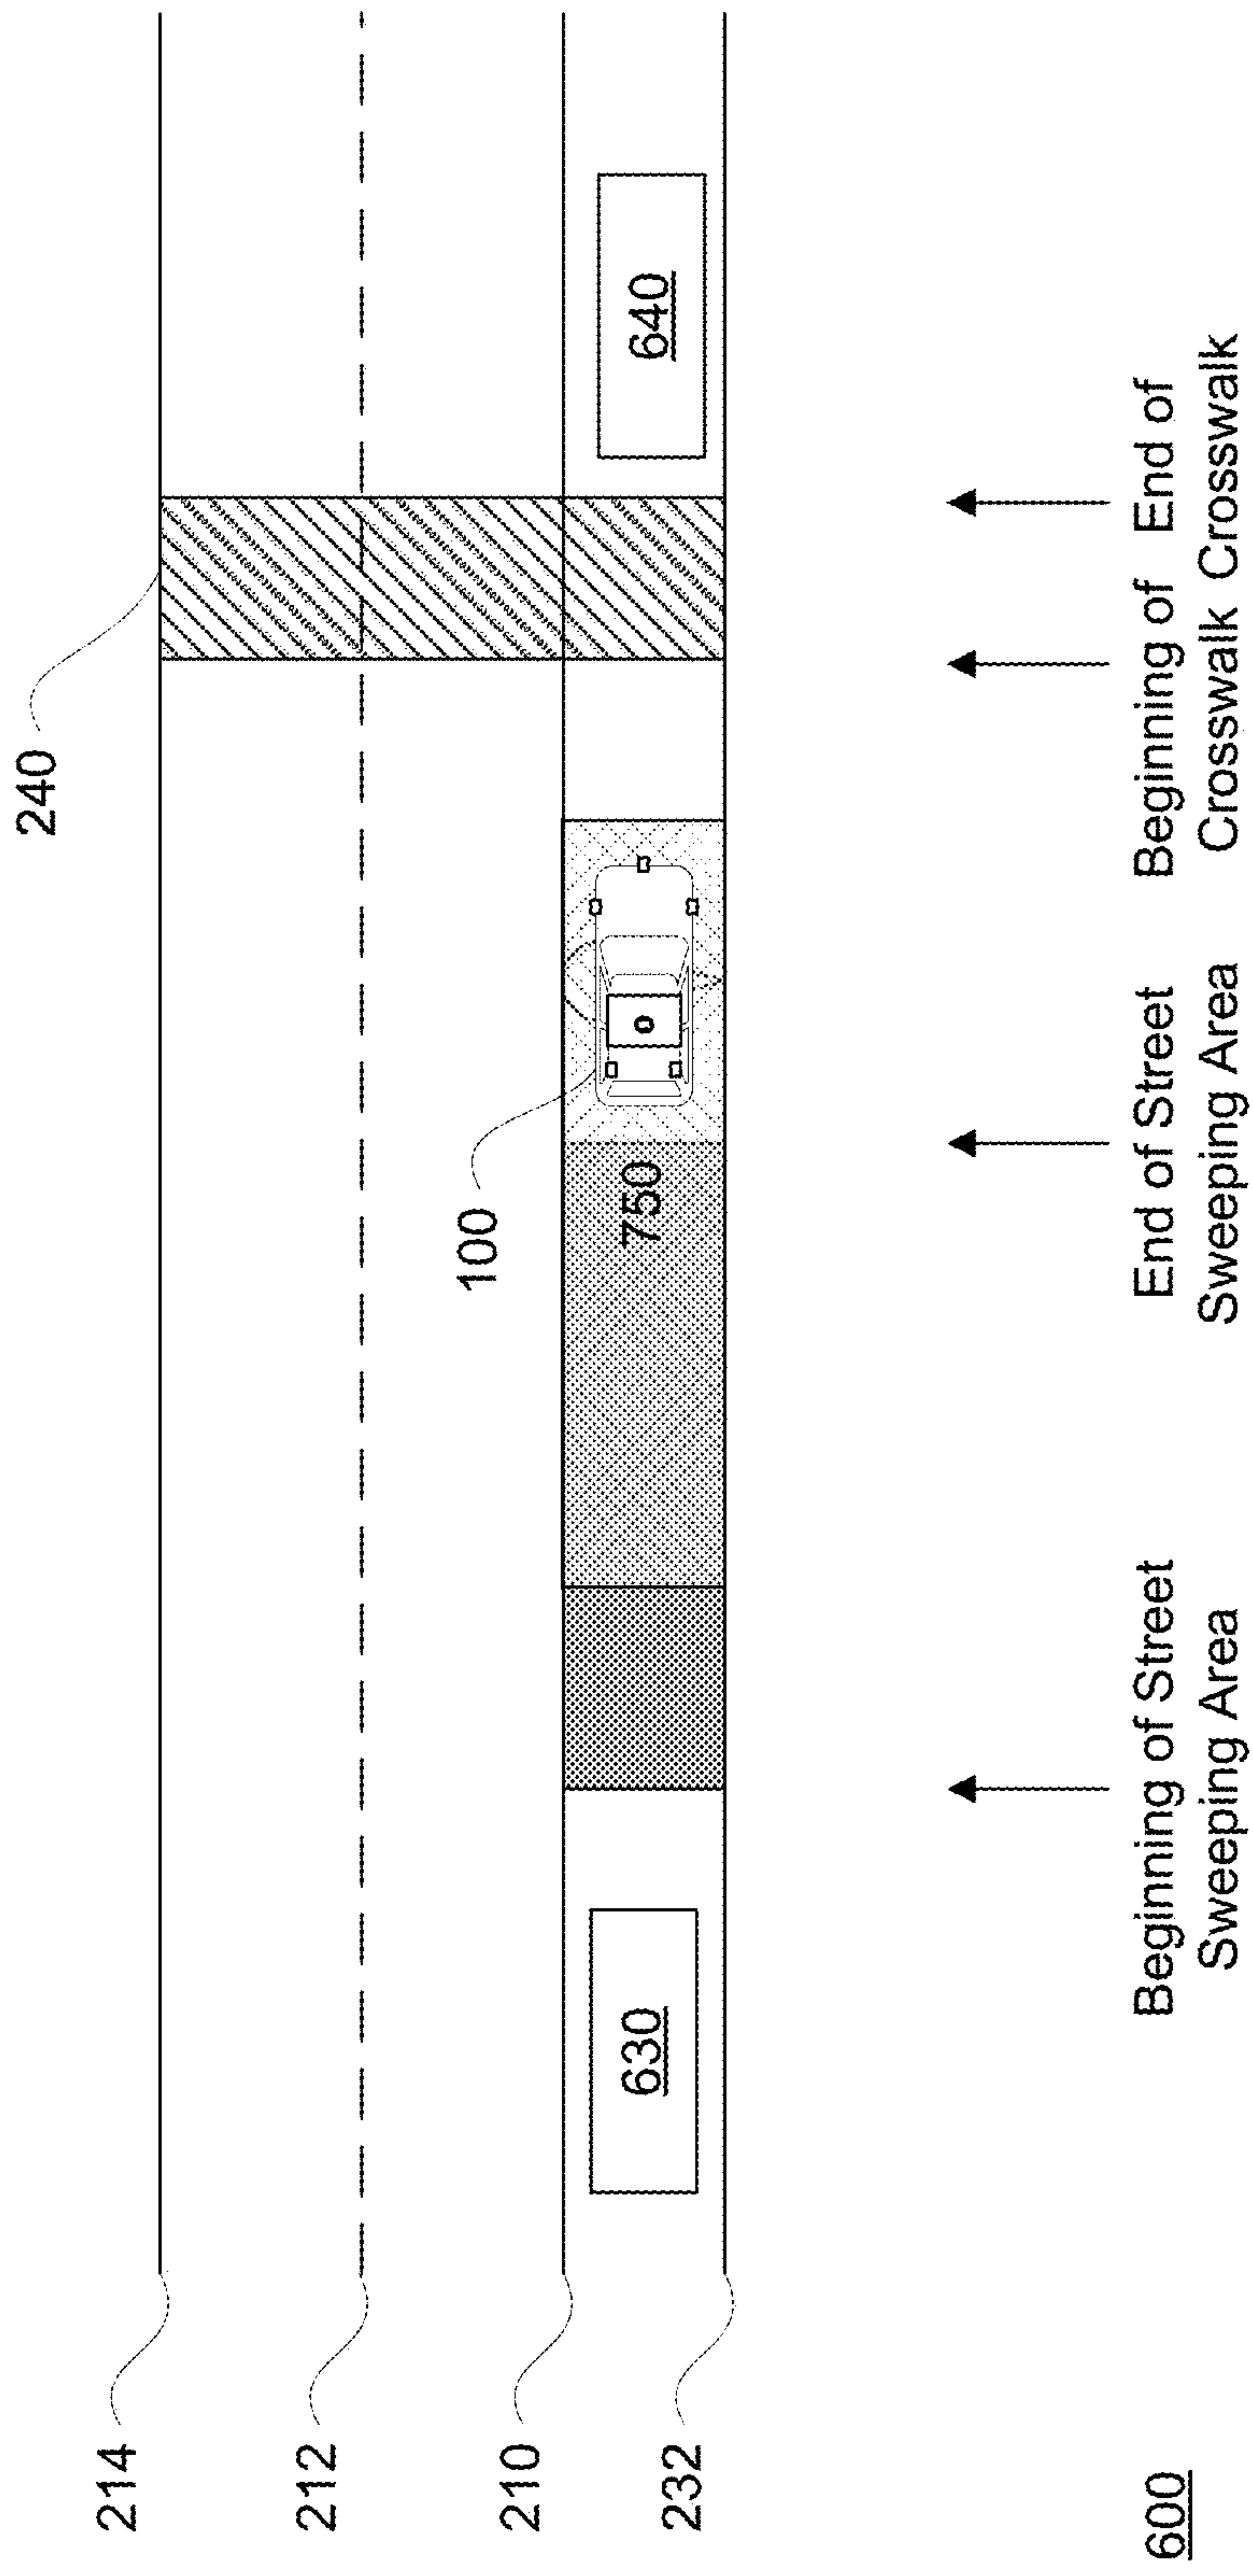 240
214
212
210
232
100
630
750
640
Beginning of Street
Sweeping Area
End of Street
Sweeping Area
Beginning of
Crosswalk
End of
Crosswalk
600